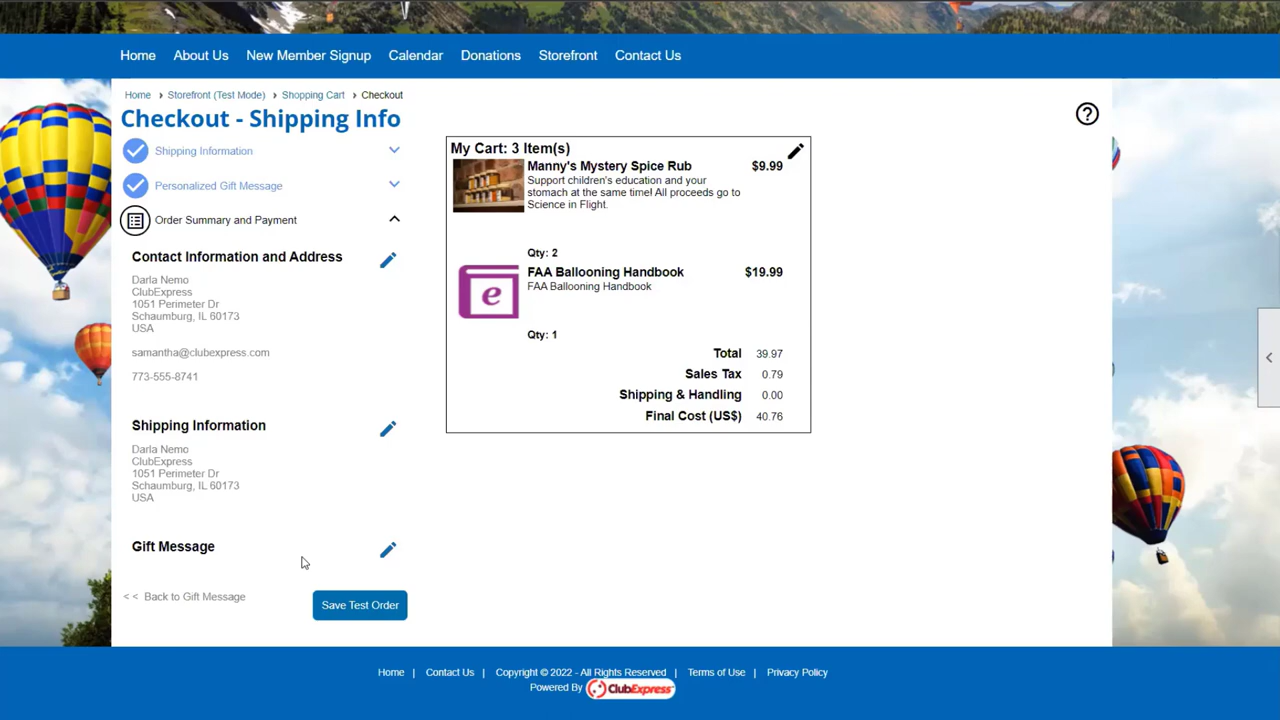 Home About Us New Member Signup Calendar Donations Storefront Contact Us
Home › Storefront (Test Mode) › Shopping Cart › Checkout
Checkout - Shipping Info
Shipping Information
Personalized Gift Message
Order Summary and Payment
Contact Information and Address
Darla Nemo
ClubExpress
1051 Perimeter Dr
Schaumburg, IL 60173
USA
samantha@clubexpress.com
773-555-8741
Shipping Information
Darla Nemo
ClubExpress
1051 Perimeter Dr
Schaumburg, IL 60173
USA
Gift Message
< < Back to Gift Message
Save Test Order
My Cart: 3 Item(s)
Manny's Mystery Spice Rub $9.99
Support children's education and your
stomach at the same time! All proceeds go to
Science in Flight.
Qty: 2
FAA Ballooning Handbook $19.99
FAA Ballooning Handbook
e
Qty: 1
Total 39.97
Sales Tax 0.79
Shipping & Handling 0.00
Final Cost (US$) 40.76
?
Home | Contact Us | Copyright © 2022 - All Rights Reserved | Terms of Use | Privacy Policy
Powered By ClubExpress